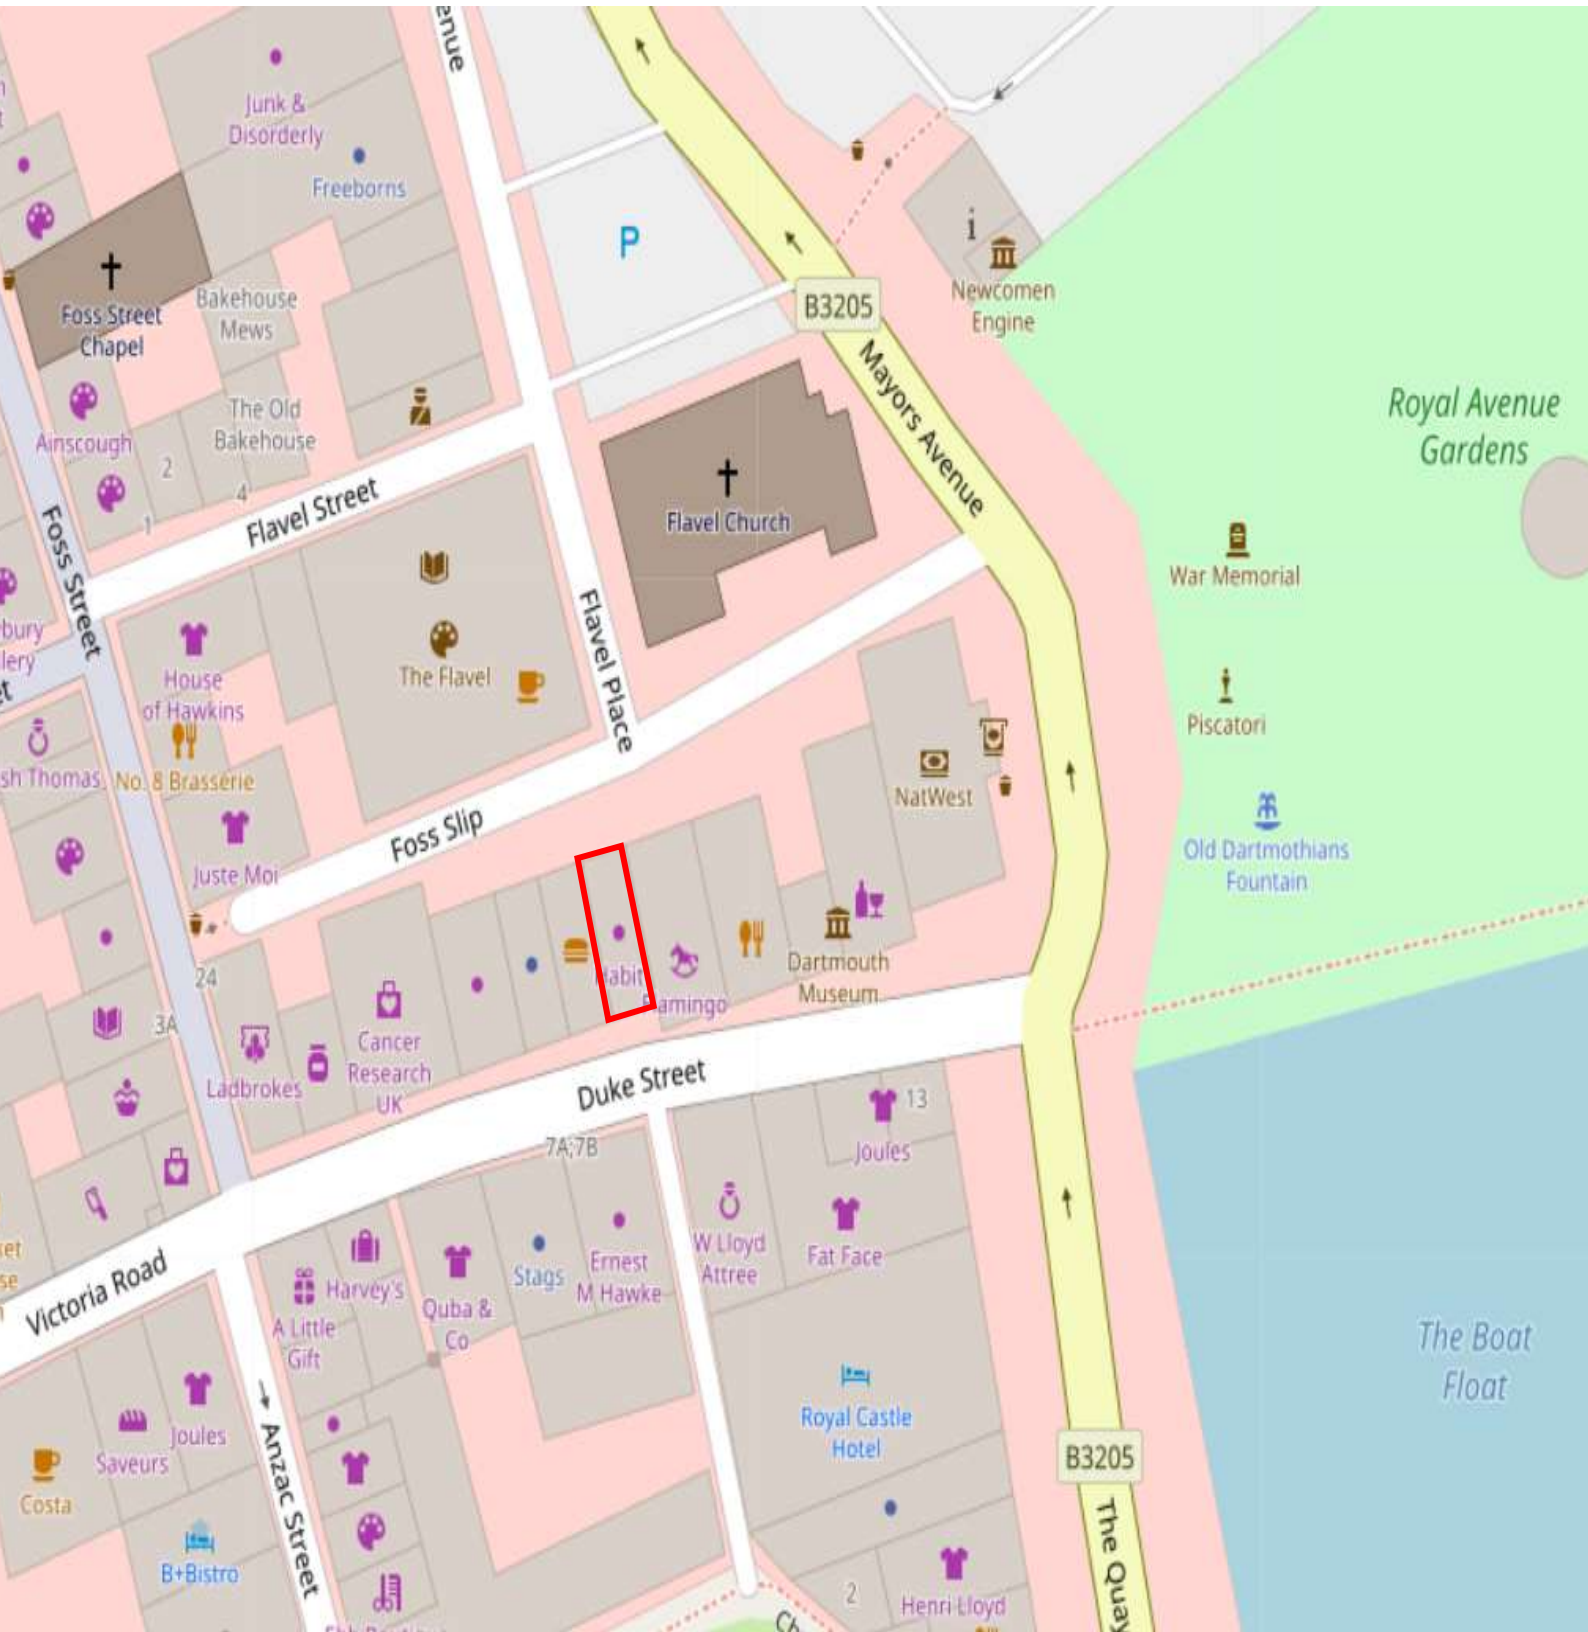 enue
Junk &
Disorderly
Freeborns
P
B3205
i
Newcomen
Engine
Foss Street
Chapel
Bakehouse
Mews
Mayors Avenue
Royal Avenue
Gardens
Ainscough
The Old
Bakehouse
2
4
1
Flavel Street
Flavel Church
Foss Street
War Memorial
House
of Hawkins
The Flavel
Flavel Place
Piscatori
sh Thomas
No. 8 Brasserie
NatWest
Foss Slip
Old Dartmothians
Fountain
Juste Moi
24
Habit
Flamingo
Dartmouth
Museum
3A
Ladbrokes
Cancer
Research
UK
Duke Street
7A;7B
13
Joules
Victoria Road
Harvey's
A Little
Gift
Quba &
Co
Stags
Ernest
M Hawke
W Lloyd
Attree
Fat Face
The Boat
Float
Royal Castle
Hotel
B3205
Joules
Saveurs
Costa
Anzac Street
B+Bistro
The Quay
2
Henri Lloyd